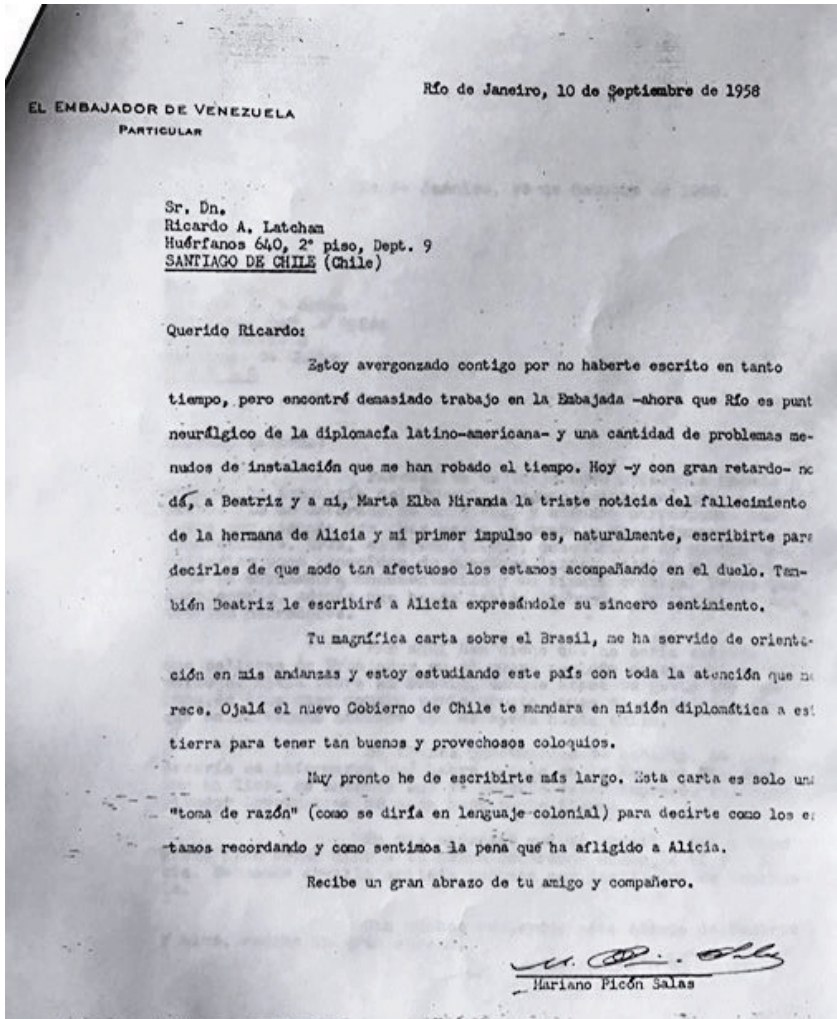 Río de Janeiro, 10 de Septiembre de 1958
EL EMBAJADOR DE VENEZUELA
PARTICULAR
Sr. Dn.
Ricardo A. Latcham
Huérfanos 640, 2° piso, Dept. 9
SANTIAGO DE CHILE (Chile)
Querido Ricardo:
Estoy avergonzado contigo por no haberte escrito en tanto
tiempo, pero encontré demasiado trabajo en la Embajada -ahora que Río es punt
neurálgico de la diplomacía latino-americana- y una cantidad de problemas me-
nudos de instalación que me han robado el tiempo. Hoy -y con gran retardo- no
dá, a Beatriz y a mi, Marta Elba Miranda la triste noticia del fallecimiento
de la hermana de Alicia y mi primer impulso es, naturalmente, escribirte para
decirles de que modo tan afectuoso los estamos acompañando en el duelo. Tam-
bién Beatriz le escribirá a Alicia expresándole su sincero sentimiento.
Tu magnífica carta sobre el Brasil, me ha servido de orienta-
ción en mis andanzas y estoy estudiando este país con toda la atención que me
rece. Ojalá el nuevo Gobierno de Chile te mandara en misión diplomática a est
tierra para tener tan buenos y provechosos coloquios.
Muy pronto he de escribirte más largo. Esta carta es solo una
"toma de razón" (como se diría en lenguaje colonial) para decirte como los es
tamos recordando y como sentimos la pena que ha afligido a Alicia.
Recibe un gran abrazo de tu amigo y compañero.
Mariano Picón Salas